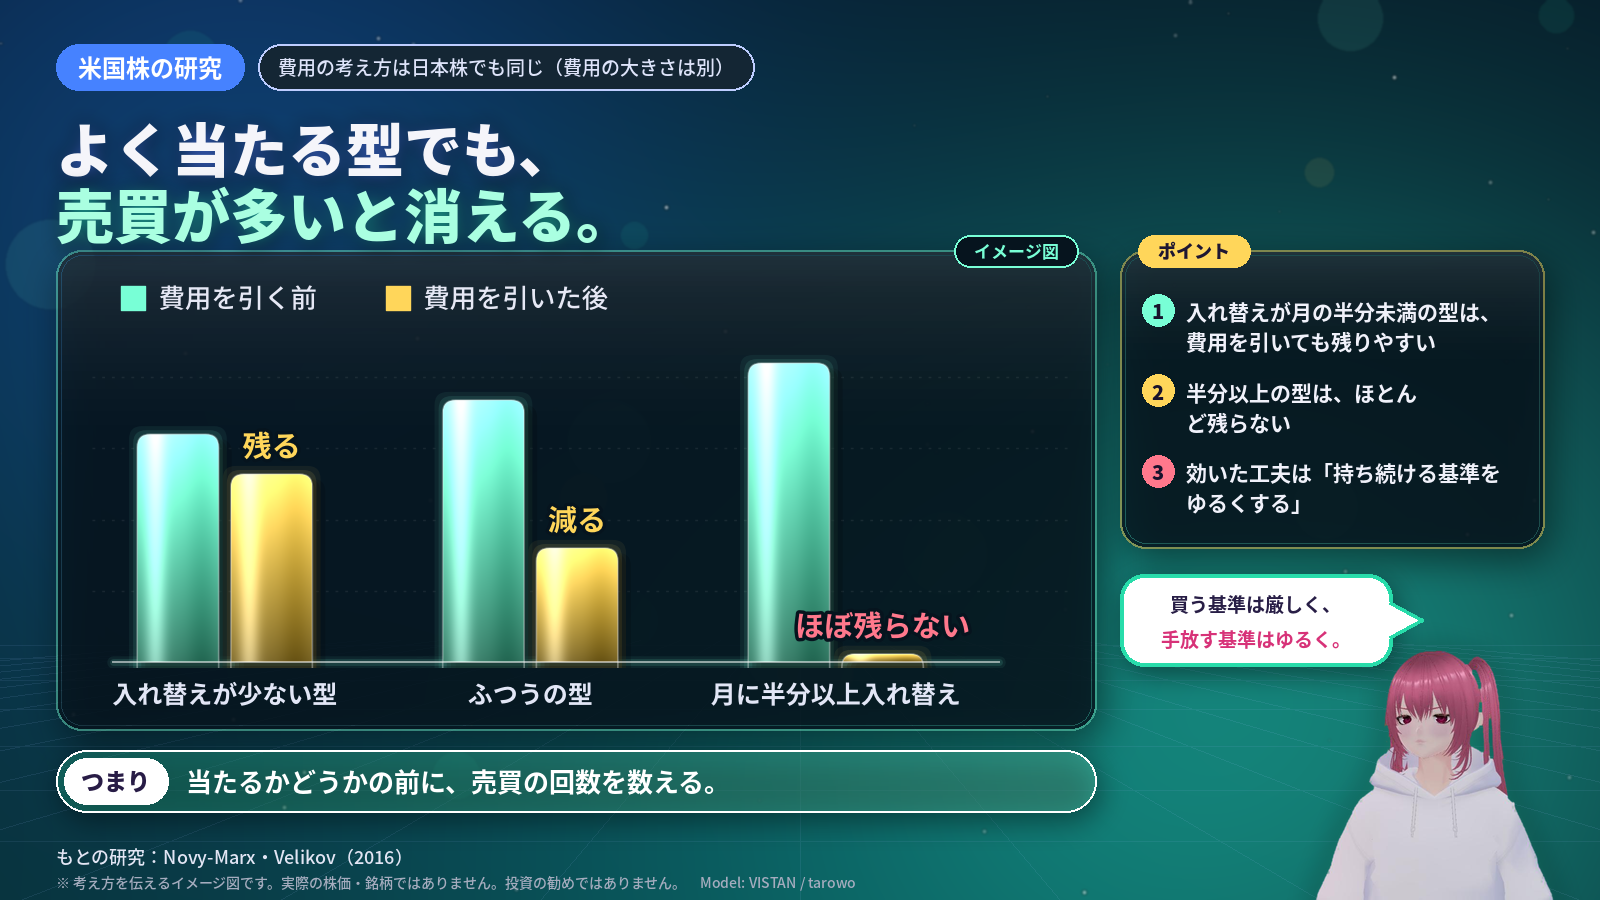 米国株の研究
費用の考え方は日本株でも同じ（費用の大きさは別）
よく当たる型でも、
売買が多いと消える。
イメージ図
費用を引く前
費用を引いた後
残る
減る
ほぼ残らない
入れ替えが少ない型
ふつうの型
月に半分以上入れ替え
ポイント
1 入れ替えが月の半分未満の型は、
費用を引いても残りやすい
2 半分以上の型は、ほとん
ど残らない
3 効いた工夫は「持ち続ける基準を
ゆるくする」
買う基準は厳しく、
手放す基準はゆるく。
つまり 当たるかどうかの前に、売買の回数を数える。
もとの研究：Novy-Marx・Velikov（2016）
※ 考え方を伝えるイメージ図です。実際の株価・銘柄ではありません。投資の勧めではありません。 Model: VISTAN / tarowo